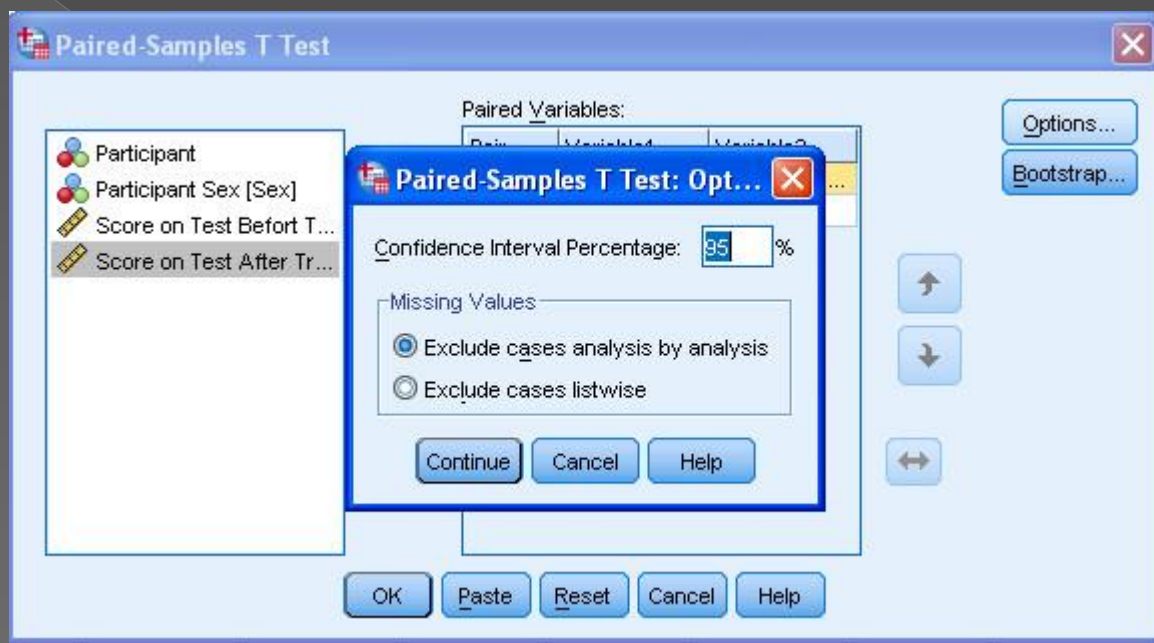 Paired-Samples T Test
Paired Variables:
Options...
Bootstrap...
Participant
Participant Sex [Sex]
Score on Test Befort T...
Score on Test After Tr...
Paired-Samples T Test: Opt...
Confidence Interval Percentage: 95 %
Missing Values
Exclude cases analysis by analysis
Exclude cases listwise
Continue Cancel Help
OK Paste Reset Cancel Help